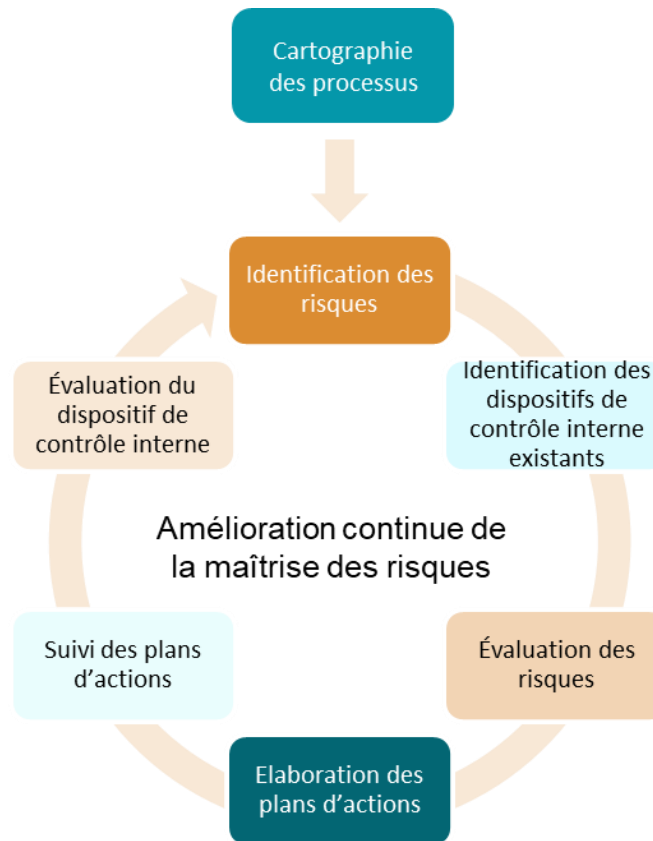 Cartographie
des processus
Identification des
risques
Identification des
dispositifs de
contrôle interne
existants
Évaluation des
risques
Elaboration des
plans d’actions
Suivi des plans
d’actions
Évaluation du
dispositif de
contrôle interne
Amélioration continue de
la maîtrise des risques